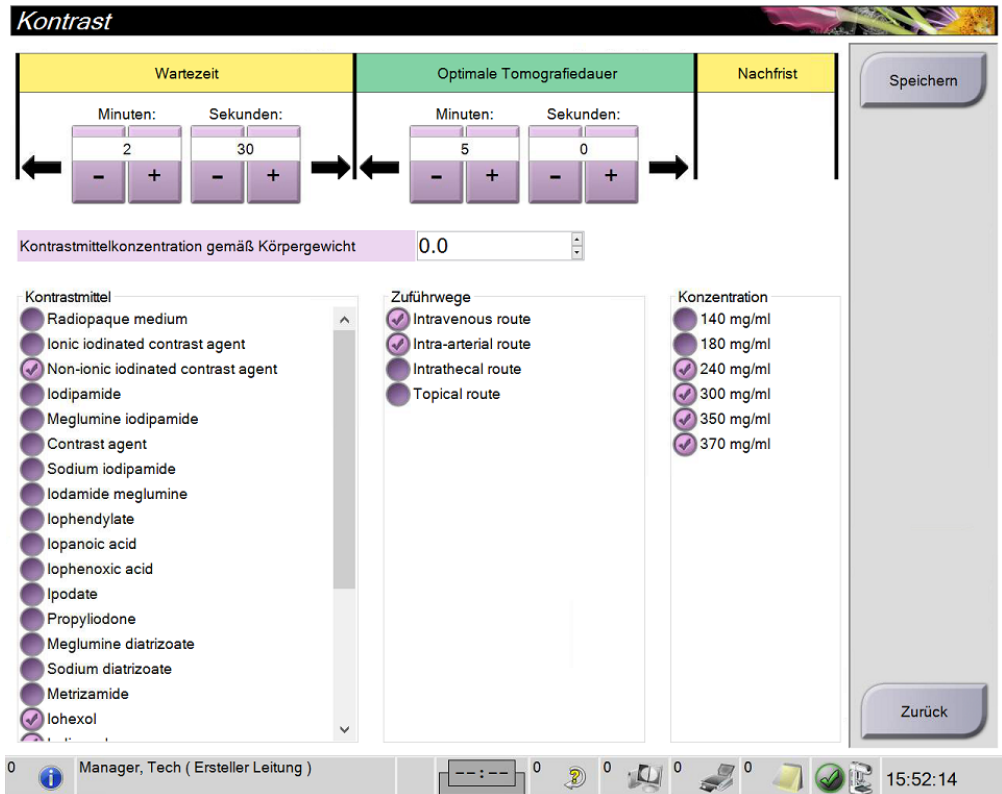 Kontrast
Wartezeit
Optimale Tomografiedauer
Nachfrist
Speichern
Minuten:
Sekunden:
Minuten:
Sekunden:
2
30
5
0
- + - + - + - +
Kontrastmittelkonzentration gemäß Körpergewicht
0.0
Kontrastmittel
Radiopaque medium
Ionic iodinated contrast agent
Non-ionic iodinated contrast agent
Iodipamide
Meglumine iodipamide
Contrast agent
Sodium iodipamide
Iodamide meglumine
Iophendylate
Iopanoic acid
Iophenoxic acid
Ipodate
Propyliodone
Meglumine diatrizoate
Sodium diatrizoate
Metrizamide
Iohexol
Zuführwege
Intravenous route
Intra-arterial route
Intrathecal route
Topical route
Konzentration
140 mg/ml
180 mg/ml
240 mg/ml
300 mg/ml
350 mg/ml
370 mg/ml
Zurück
0
Manager, Tech ( Ersteller Leitung )
--:--
0
0
0
0
15:52:14